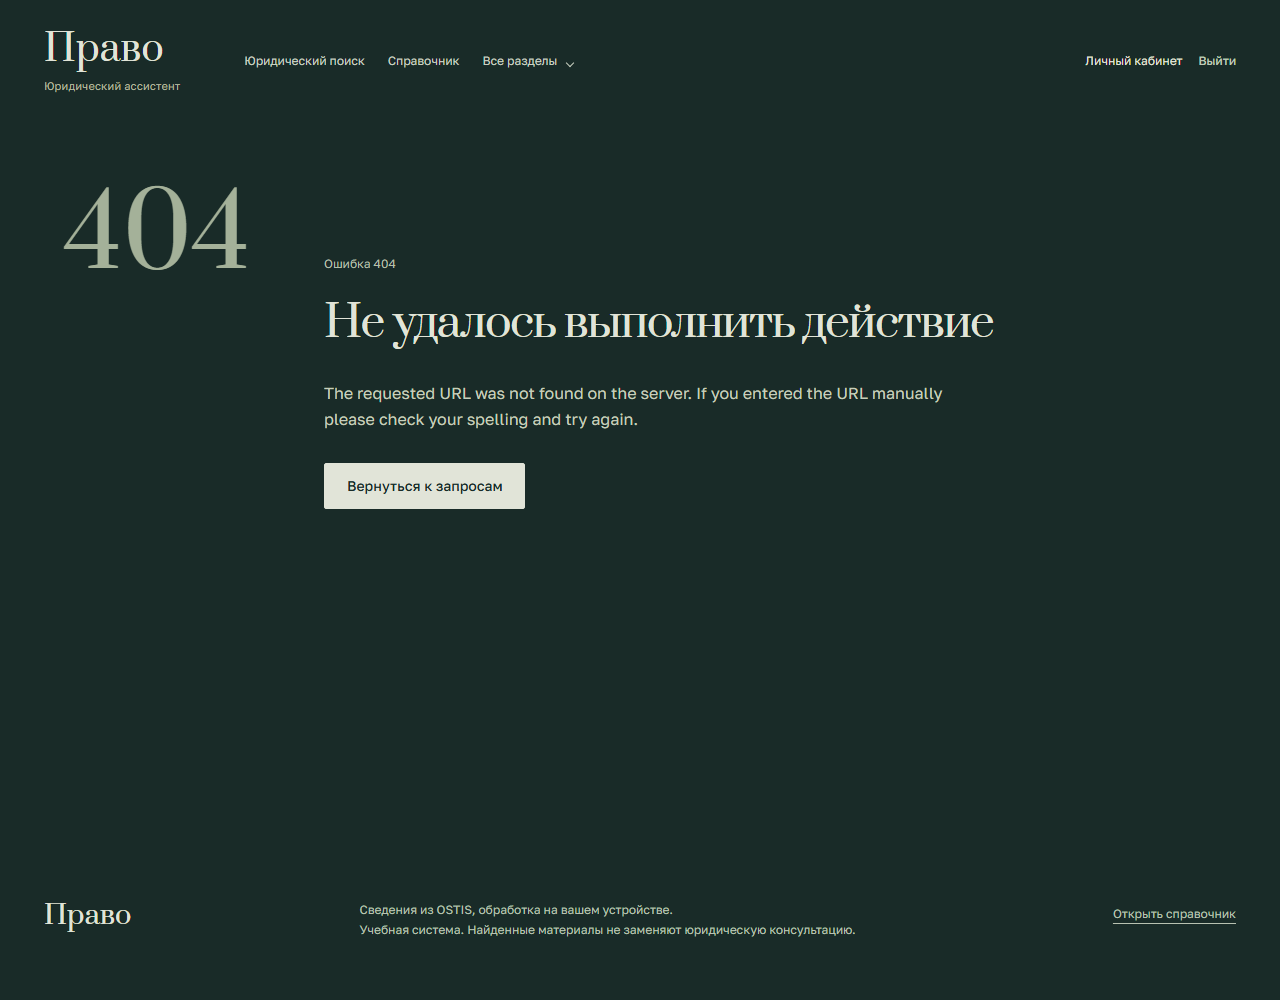 Право
Юридический ассистент
Юридический поиск
Справочник
Все разделы
Личный кабинет
Выйти
404
Ошибка 404
Не удалось выполнить действие
The requested URL was not found on the server. If you entered the URL manually
please check your spelling and try again.
Вернуться к запросам
Право
Сведения из OSTIS, обработка на вашем устройстве.
Учебная система. Найденные материалы не заменяют юридическую консультацию.
Открыть справочник